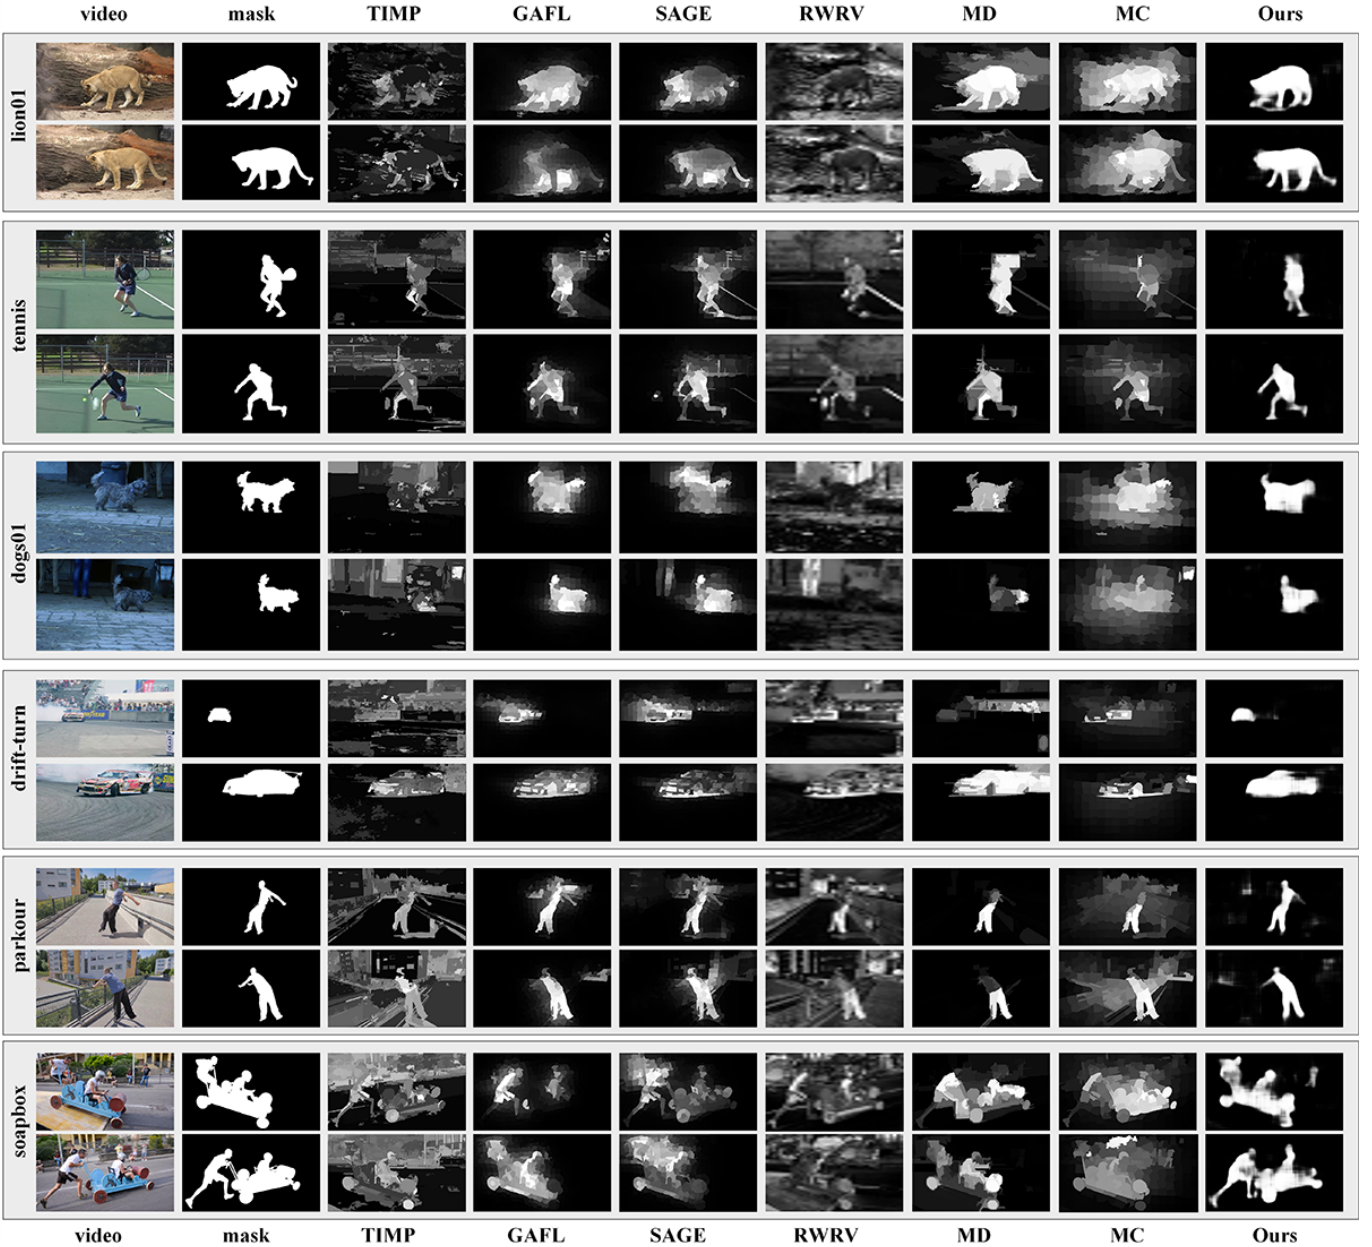 video mask TIMP GAFL SAGE RWRV MD MC Ours
lion01
tennis
dogs01
drift-turn
parkour
soapbox
video mask TIMP GAFL SAGE RWRV MD MC Ours